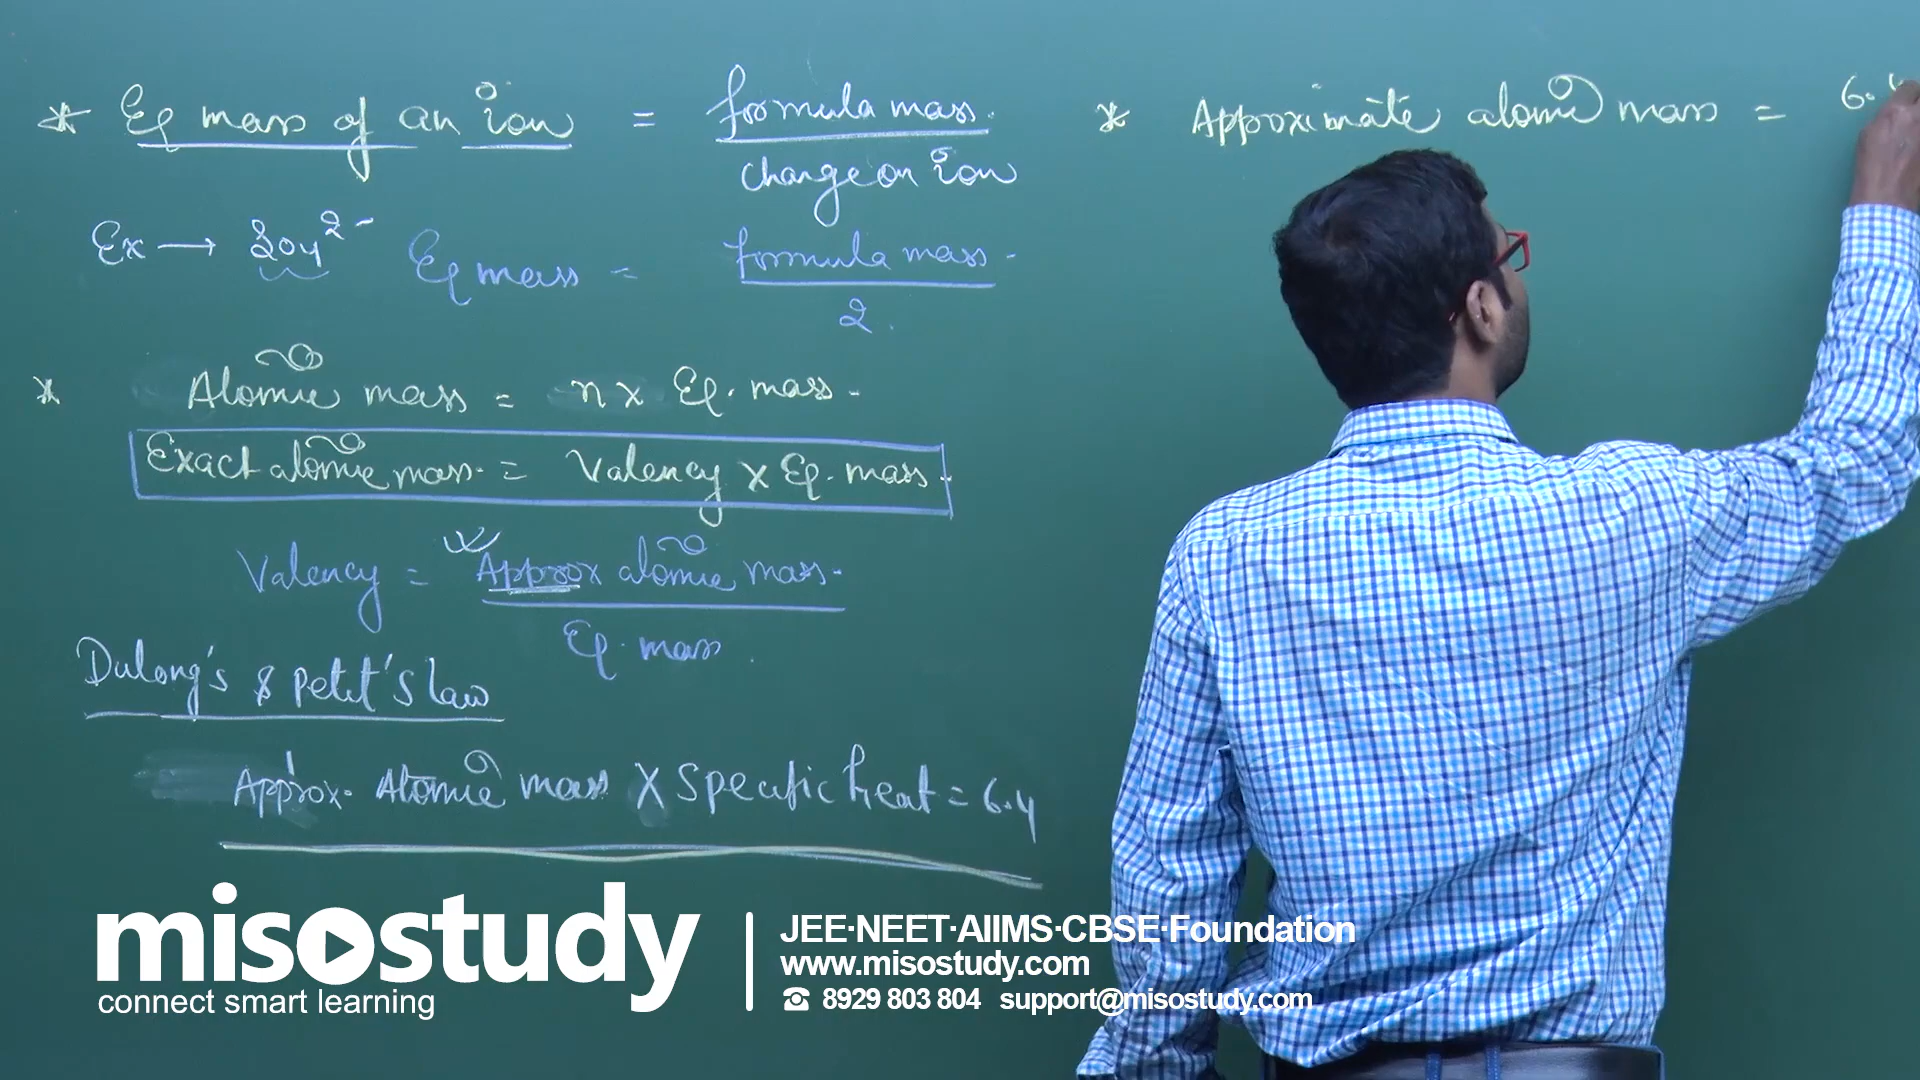 * Eq mass of an ion = formula mass.
charge on ion
Ex → SO4 2- Eq mass = formula mass.
2.
* Atomic mass = n x Eq. mass.
Exact atomic mass. = Valency x Eq. mass.
Valency = Approx atomic mass.
Eq. mass.
Dulong's & petit's law
Approx. Atomic mass X Specific heat = 6.4
* Approximate atomic mass = 6.4
misostudy
connect smart learning
JEE·NEET·AIIMS·CBSE·Foundation
www.misostudy.com
☎ 8929 803 804 support@misostudy.com